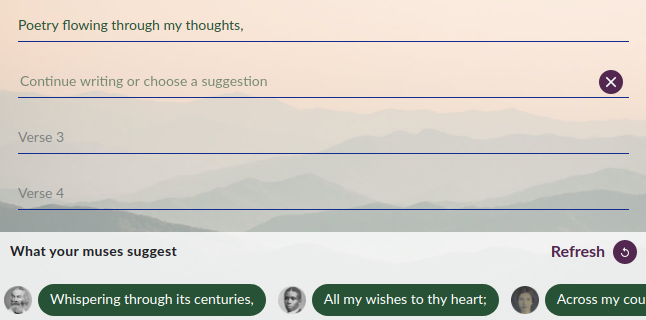 Poetry flowing through my thoughts,
Continue writing or choose a suggestion
Verse 3
Verse 4
What your muses suggest
Refresh
Whispering through its centuries,
All my wishes to thy heart;
Across my cou